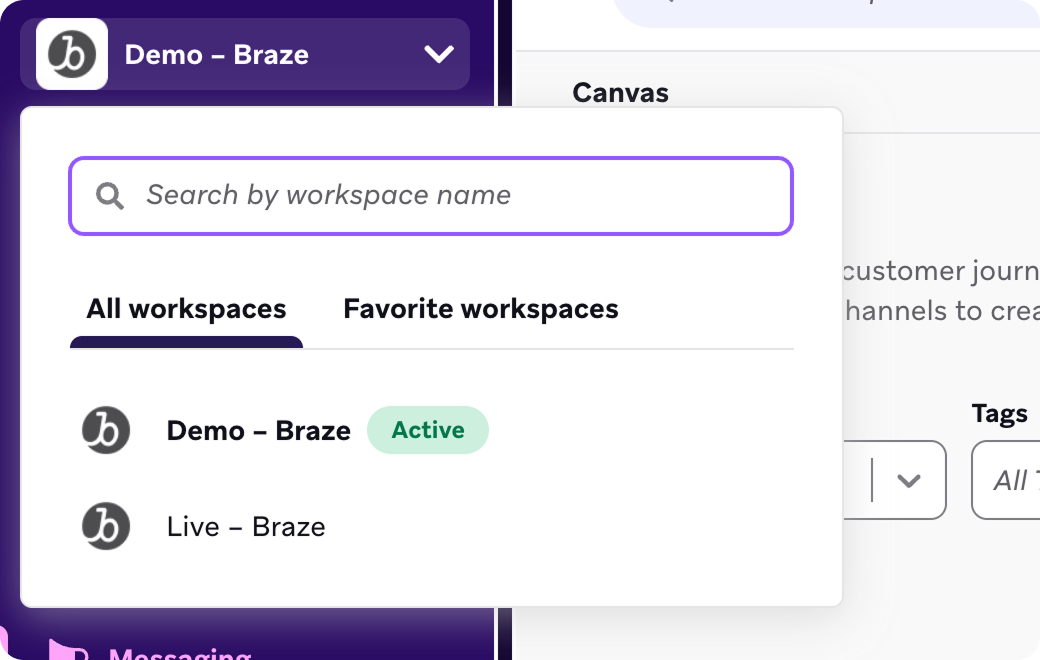 Demo – Braze
Canvas
Search by workspace name
All workspaces
Favorite workspaces
customer journ
hannels to crea
Demo – Braze
Active
Tags
All
Live – Braze
Messaging